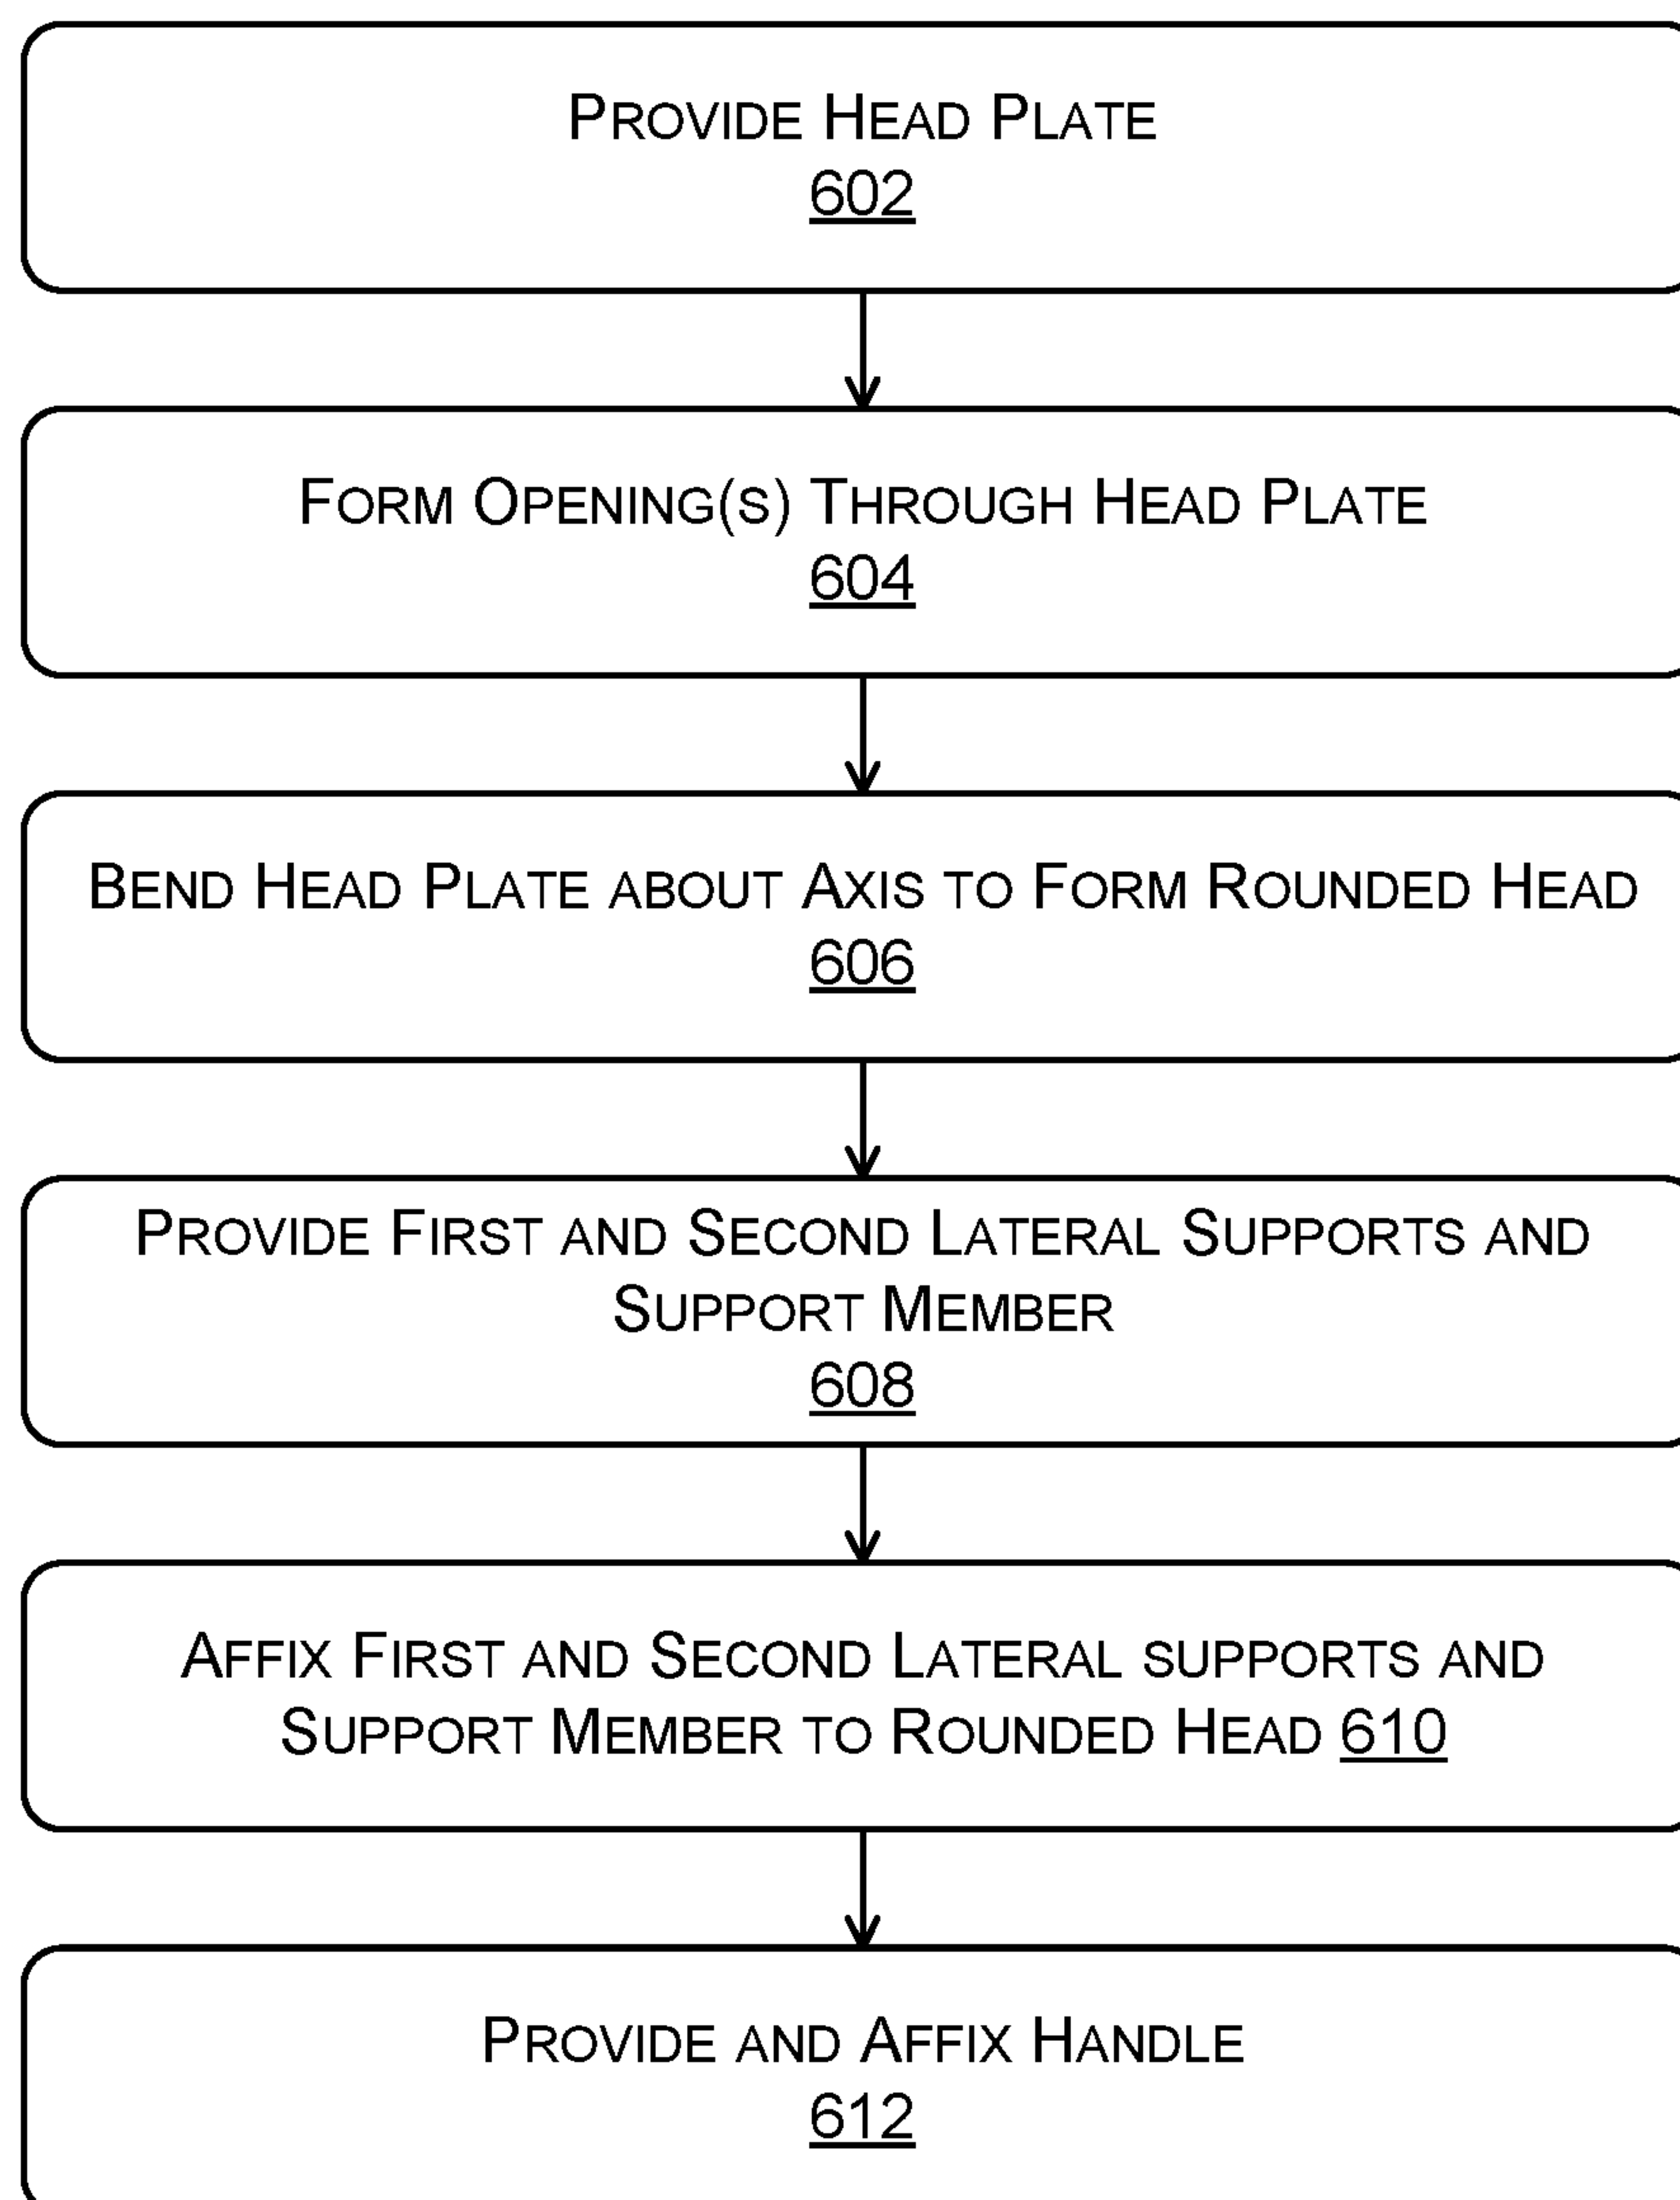 PROVIDE HEAD PLATE
602
FORM OPENING(S) THROUGH HEAD PLATE
604
BEND HEAD PLATE ABOUT AXIS TO FORM ROUNDED HEAD
606
PROVIDE FIRST AND SECOND LATERAL SUPPORTS AND
SUPPORT MEMBER
608
AFFIX FIRST AND SECOND LATERAL SUPPORTS AND
SUPPORT MEMBER TO ROUNDED HEAD 610
PROVIDE AND AFFIX HANDLE
612